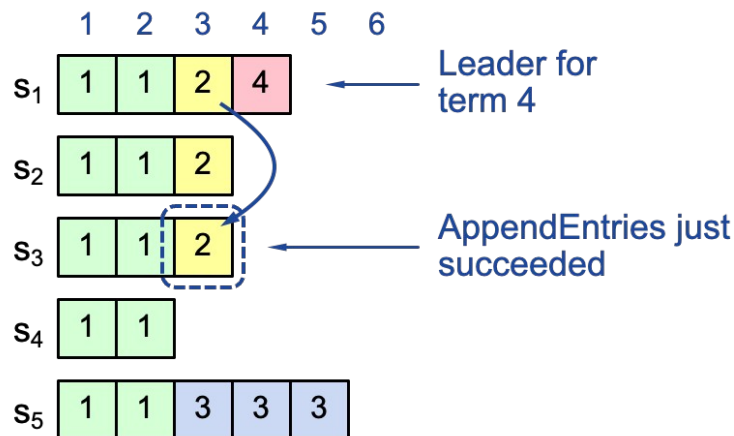 1 2 3 4 5 6
s1 1 1 2 4
Leader for
term 4
s2 1 1 2
s3 1 1 2
AppendEntries just
succeeded
s4 1 1
s5 1 1 3 3 3